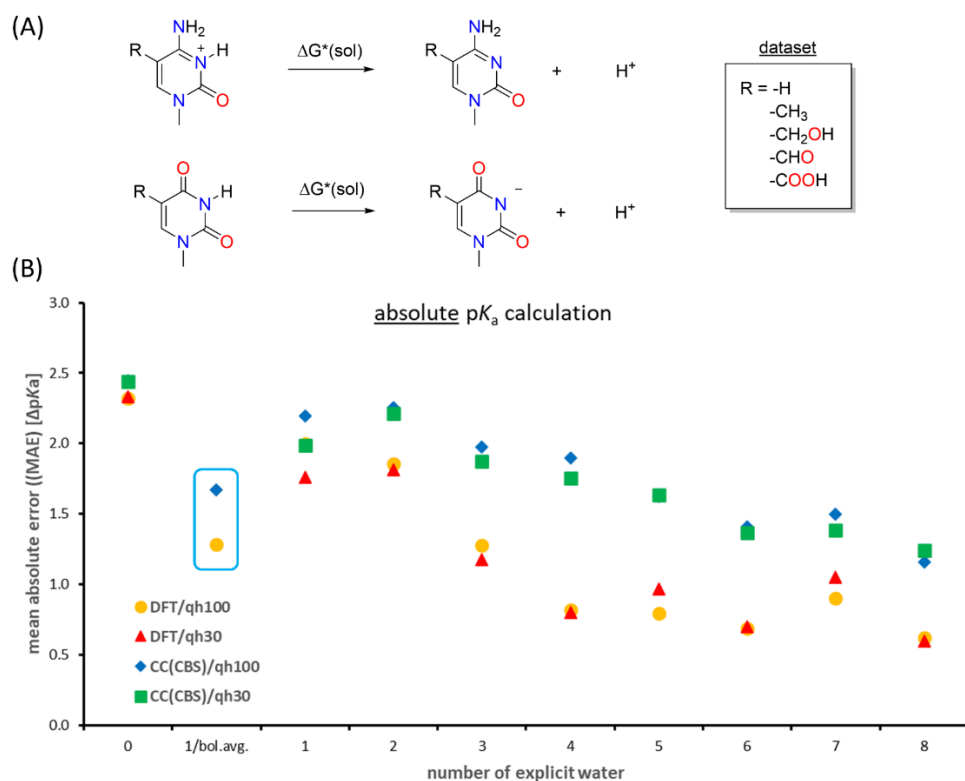 (A)
NH₂
R
N
+
H
N
O
ΔG*(sol)
NH₂
R
N
N
O
+
H⁺
O
R
N
H
N
O
ΔG*(sol)
O
R
N
−
N
O
+
H⁺
dataset
R = -H
-CH₃
-CH₂OH
-CHO
-COOH
(B)
absolute pKa calculation
mean absolute error ((MAE) [ΔpKa]
3.0
2.5
2.0
1.5
1.0
0.5
0.0
DFT/qh100
DFT/qh30
CC(CBS)/qh100
CC(CBS)/qh30
0 1/bol.avg. 1 2 3 4 5 6 7 8
number of explicit water